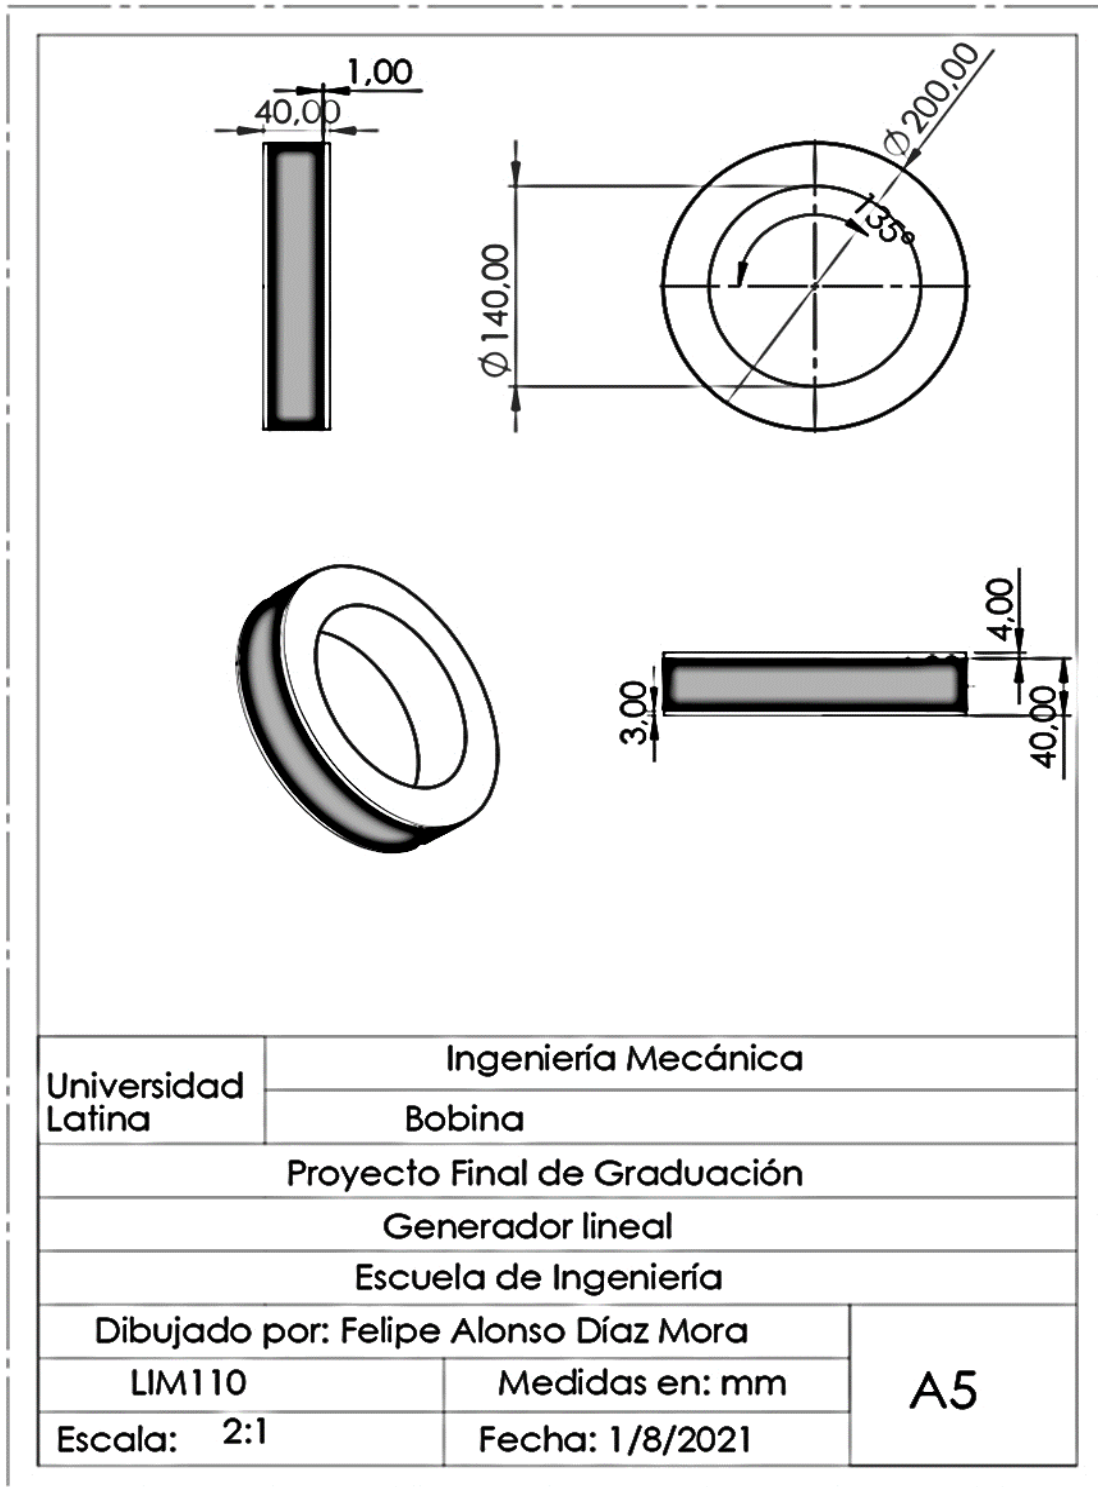 1,00
40,00
Ø200,00
135°
Ø140,00
4,00
3,00
40,00
Universidad
Latina
Ingeniería Mecánica
Bobina
Proyecto Final de Graduación
Generador lineal
Escuela de Ingeniería
Dibujado por: Felipe Alonso Díaz Mora
LIM110
Medidas en: mm
A5
Escala: 2:1
Fecha: 1/8/2021